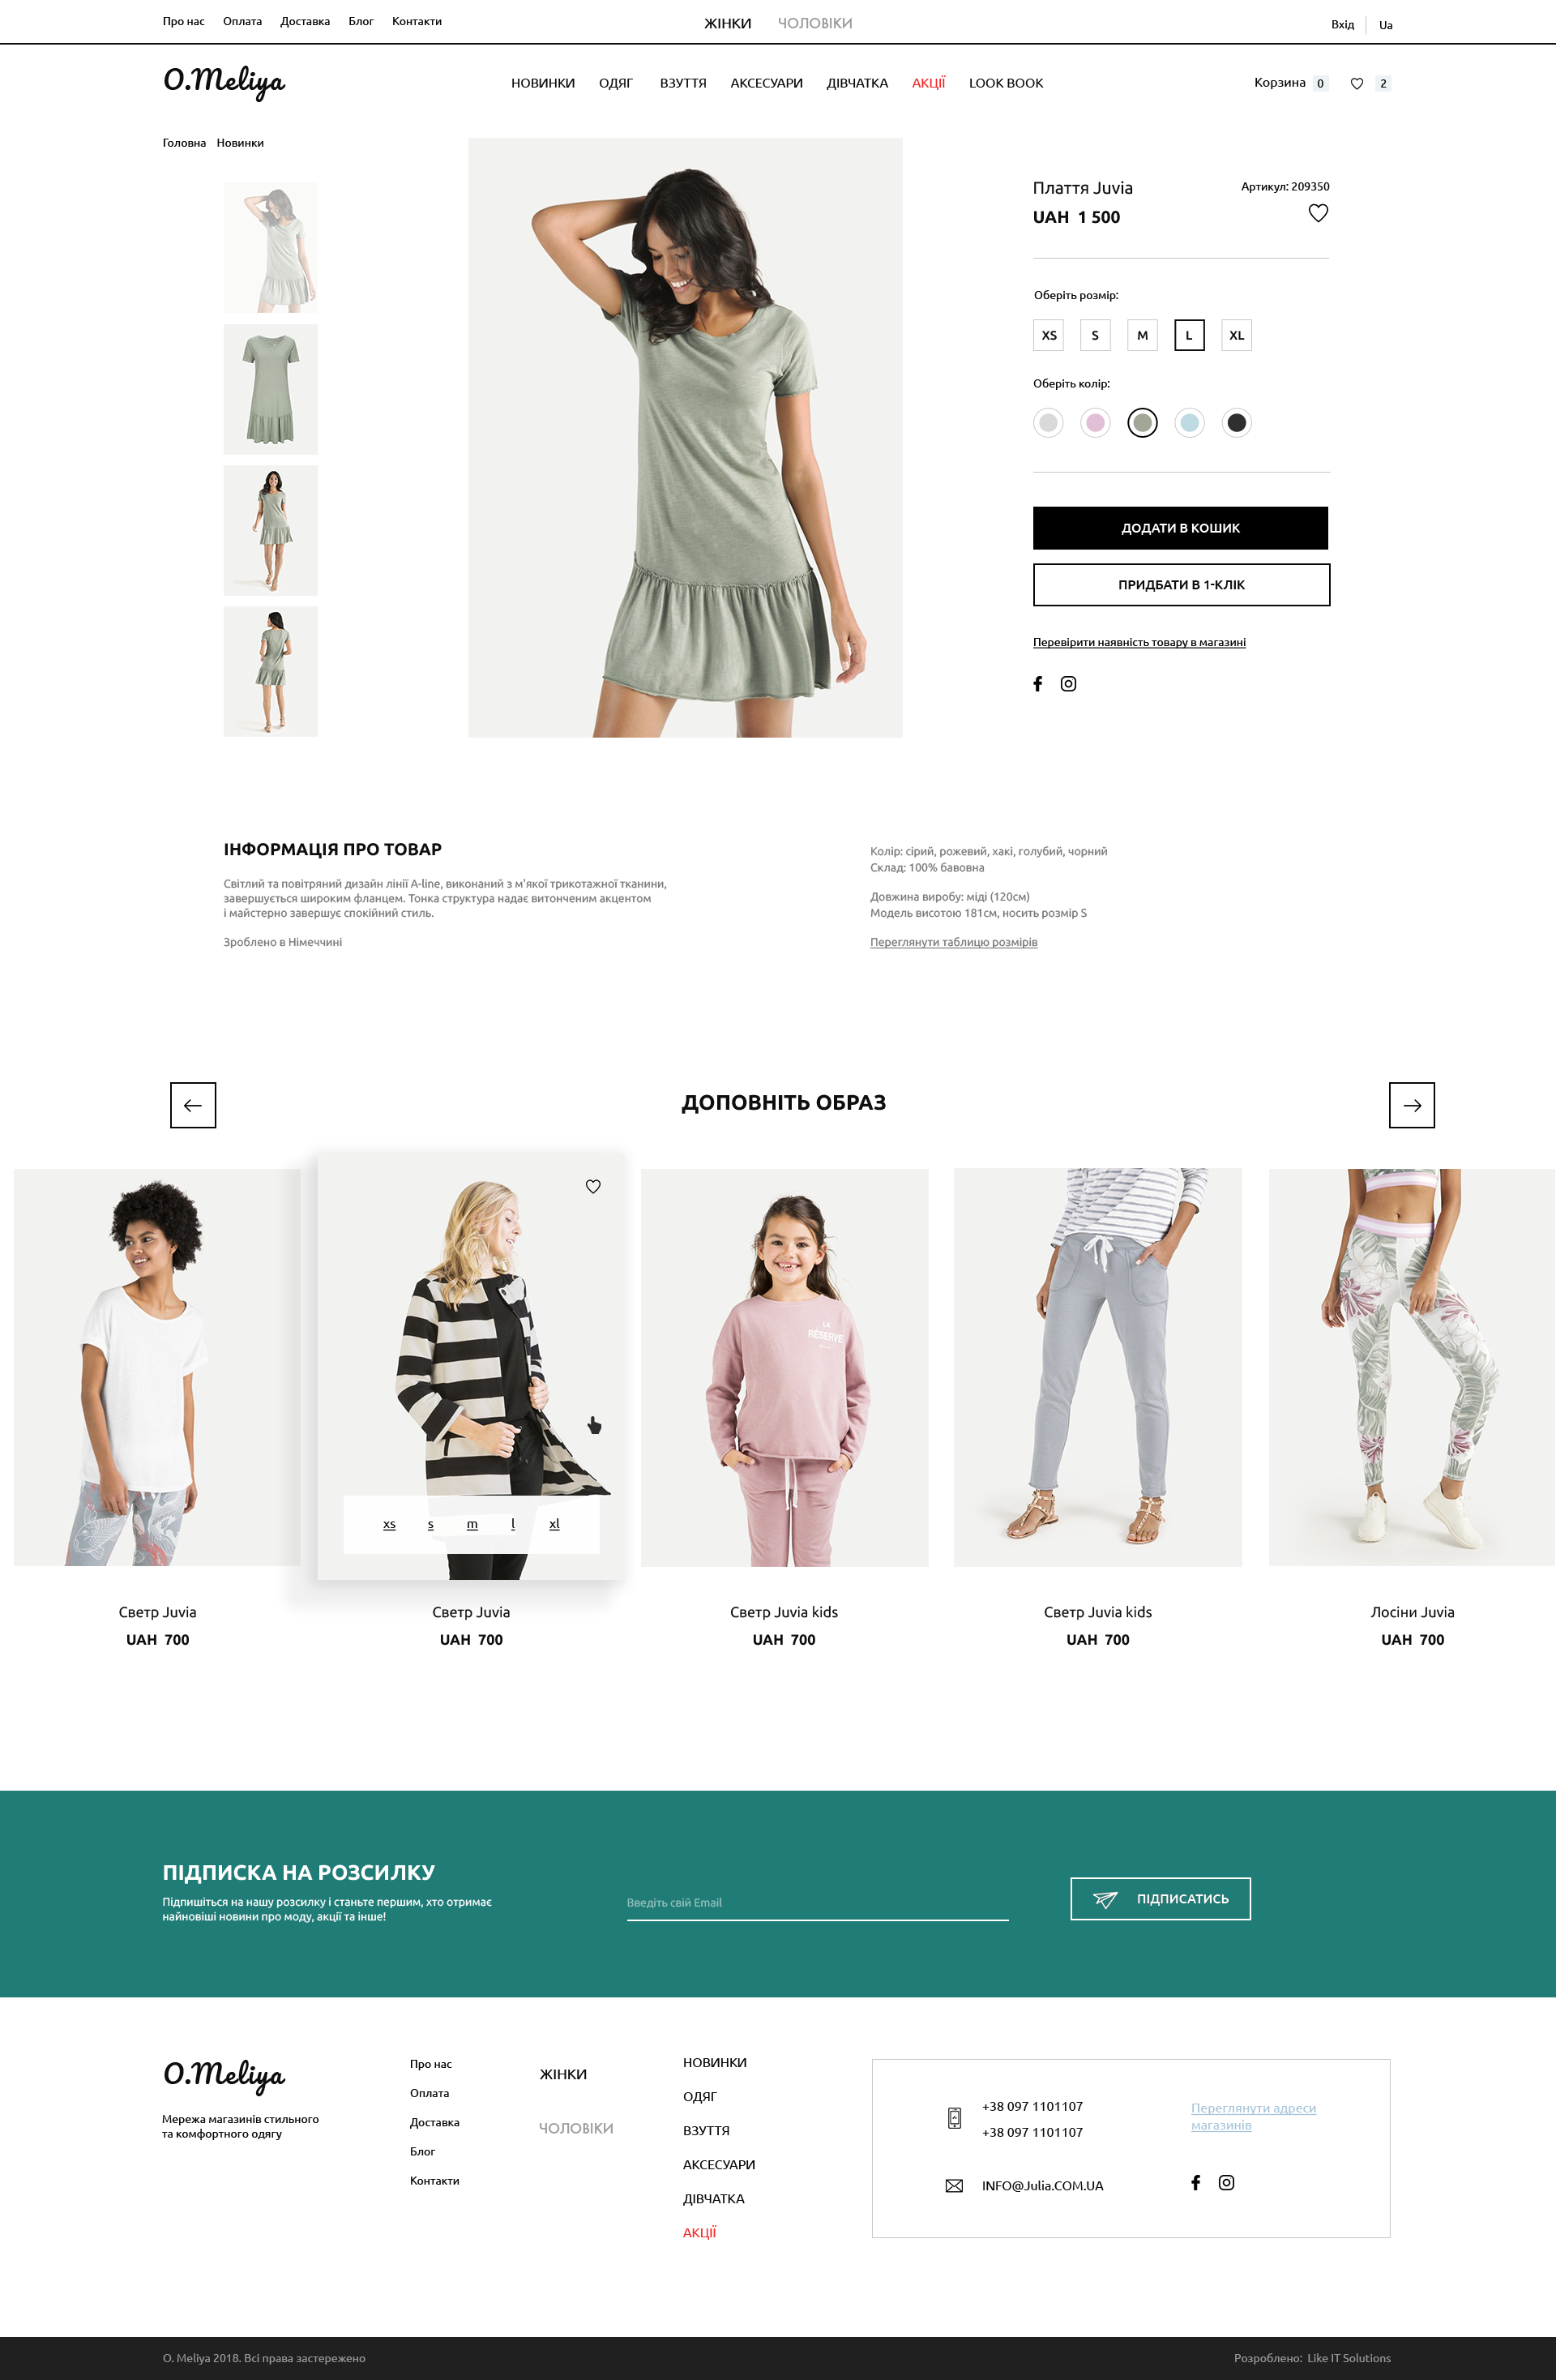 Про нас Оплата Доставка Блог Контакти
ЖІНКИ ЧОЛОВІКИ
Вхід Ua
O.Meliya
НОВИНКИ ОДЯГ ВЗУТТЯ АКСЕСУАРИ ДІВЧАТКА АКЦІЇ LOOK BOOK
Корзина 0 2
Головна Новинки
Плаття Juvia
Артикул: 209350
UAH 1 500
Оберіть розмір:
XS S M L XL
Оберіть колір:
ДОДАТИ В КОШИК
ПРИДБАТИ В 1-КЛІК
Перевірити наявність товару в магазині
ІНФОРМАЦІЯ ПРО ТОВАР
Світлий та повітряний дизайн лінії A-line, виконаний з м'якої трикотажної тканини,
завершується широким фланцем. Тонка структура надає витонченим акцентом
і майстерно завершує спокійний стиль.
Зроблено в Німеччині
Колір: сірий, рожевий, хакі, голубий, чорний
Склад: 100% бавовна
Довжина виробу: міді (120см)
Модель висотою 181см, носить розмір S
Переглянути таблицю розмірів
ДОПОВНІТЬ ОБРАЗ
LA
RÉSERVE
xs s m l xl
Светр Juvia
UAH 700
Светр Juvia
UAH 700
Светр Juvia kids
UAH 700
Светр Juvia kids
UAH 700
Лосіни Juvia
UAH 700
ПІДПИСКА НА РОЗСИЛКУ
Підпишіться на нашу розсилку і станьте першим, хто отримає
найновіші новини про моду, акції та інше!
Введіть свій Email
ПІДПИСАТИСЬ
O.Meliya
Мережа магазинів стильного
та комфортного одягу
Про нас
Оплата
Доставка
Блог
Контакти
ЖІНКИ
ЧОЛОВІКИ
НОВИНКИ
ОДЯГ
ВЗУТТЯ
АКСЕСУАРИ
ДІВЧАТКА
АКЦІЇ
+38 097 1101107
+38 097 1101107
INFO@Julia.COM.UA
Переглянути адреси
магазинів
O. Meliya 2018. Всі права застережено
Розроблено: Like IT Solutions